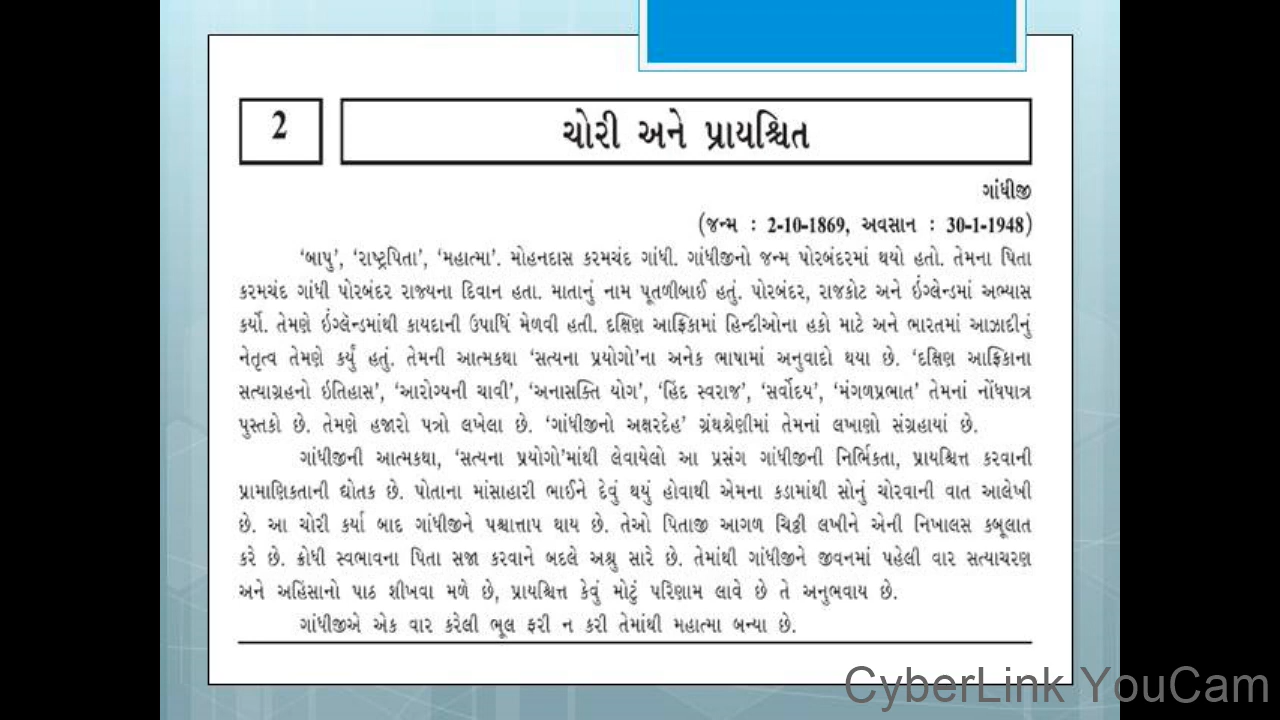 2
ચોરી અને પ્રાયશ્ચિત
ગાંધીજી
(જન્મ : 2-10-1869, અવસાન : 30-1-1948)
‘બાપુ’, ‘રાષ્ટ્રપિતા’, ‘મહાત્મા’. મોહનદાસ કરમચંદ ગાંધી. ગાંધીજીનો જન્મ પોરબંદરમાં થયો હતો. તેમના પિતા
કરમચંદ ગાંધી પોરબંદર રાજ્યના દિવાન હતા. માતાનું નામ પૂતળીબાઈ હતું. પોરબંદર, રાજકોટ અને ઇંગ્લેન્ડમાં અભ્યાસ
કર્યો. તેમણે ઇંગ્લૅન્ડમાંથી કાયદાની ઉપાધિં મેળવી હતી. દક્ષિણ આફ્રિકામાં હિન્દીઓના હકો માટે અને ભારતમાં આઝાદીનું
નેતૃત્વ તેમણે કર્યું હતું. તેમની આત્મકથા ‘સત્યના પ્રયોગો’ના અનેક ભાષામાં અનુવાદો થયા છે. ‘દક્ષિણ આફ્રિકાના
સત્યાગ્રહનો ઇતિહાસ’, ‘આરોગ્યની ચાવી’, ‘અનાસક્તિ યોગ’, ‘હિંદ સ્વરાજ’, ‘સર્વોદય’, ‘મંગળપ્રભાત’ તેમનાં નોંધપાત્ર
પુસ્તકો છે. તેમણે હજારો પત્રો લખેલા છે. ‘ગાંધીજીનો અક્ષરદેહ’ ગ્રંથશ્રેણીમાં તેમનાં લખાણો સંગ્રહાયાં છે.
ગાંધીજીની આત્મકથા, ‘સત્યના પ્રયોગો’માંથી લેવાયેલો આ પ્રસંગ ગાંધીજીની નિર્ભિકતા, પ્રાયશ્ચિત્ત કરવાની
પ્રામાણિકતાની દ્યોતક છે. પોતાના માંસાહારી ભાઈને દેવું થયું હોવાથી એમના કડામાંથી સોનું ચોરવાની વાત આલેખી
છે. આ ચોરી કર્યા બાદ ગાંધીજીને પશ્ચાત્તાપ થાય છે. તેઓ પિતાજી આગળ ચિઠ્ઠી લખીને એની નિખાલસ કબૂલાત
કરે છે. ક્રોધી સ્વભાવના પિતા સજા કરવાને બદલે અશ્રુ સારે છે. તેમાંથી ગાંધીજીને જીવનમાં પહેલી વાર સત્યાચરણ
અને અહિંસાનો પાઠ શીખવા મળે છે, પ્રાયશ્ચિત્ત કેવું મોટું પરિણામ લાવે છે તે અનુભવાય છે.
ગાંધીજીએ એક વાર કરેલી ભૂલ ફરી ન કરી તેમાંથી મહાત્મા બન્યા છે.
CyberLink YouCam